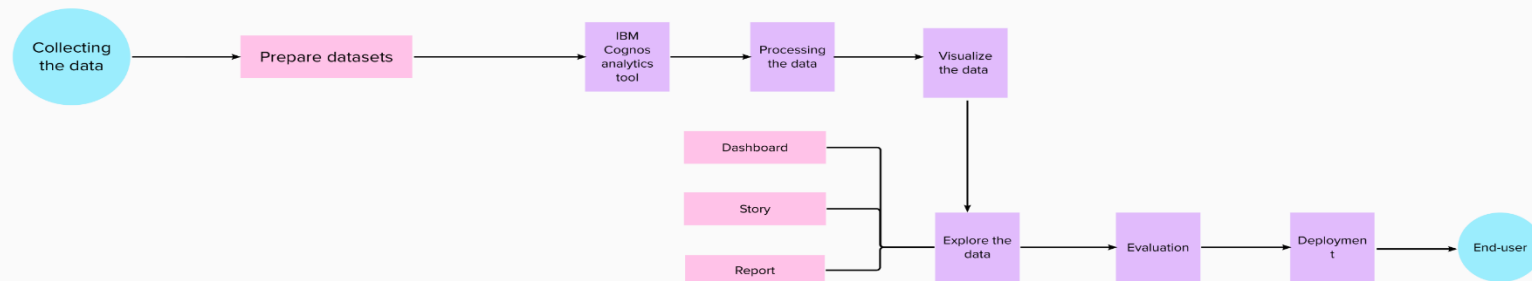 Collecting
the data
Prepare datasets
IBM
Cognos
analytics
tool
Processing
the data
Visualize
the data
Dashboard
Story
Report
Explore the
data
Evaluation
Deploymen
t
End-user